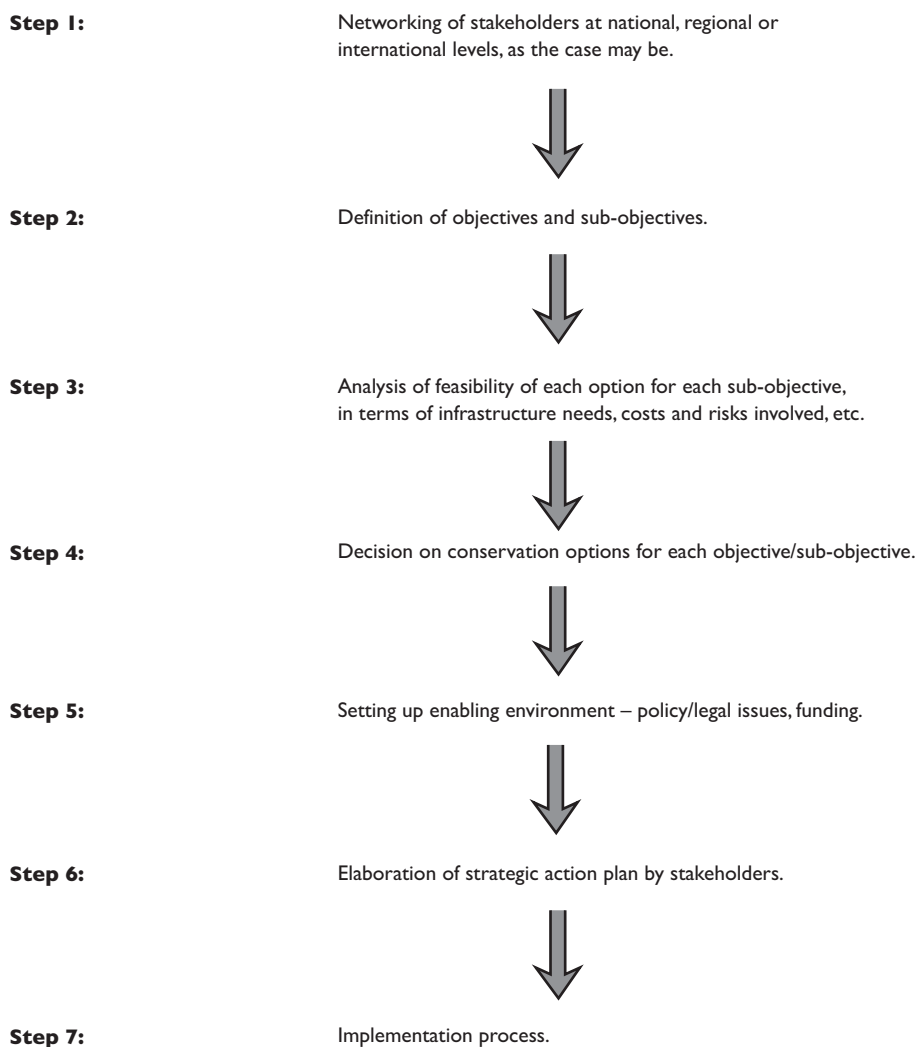 Step 1: Networking of stakeholders at national, regional or
international levels, as the case may be.
Step 2: Definition of objectives and sub-objectives.
Step 3: Analysis of feasibility of each option for each sub-objective,
in terms of infrastructure needs, costs and risks involved, etc.
Step 4: Decision on conservation options for each objective/sub-objective.
Step 5: Setting up enabling environment – policy/legal issues, funding.
Step 6: Elaboration of strategic action plan by stakeholders.
Step 7: Implementation process.